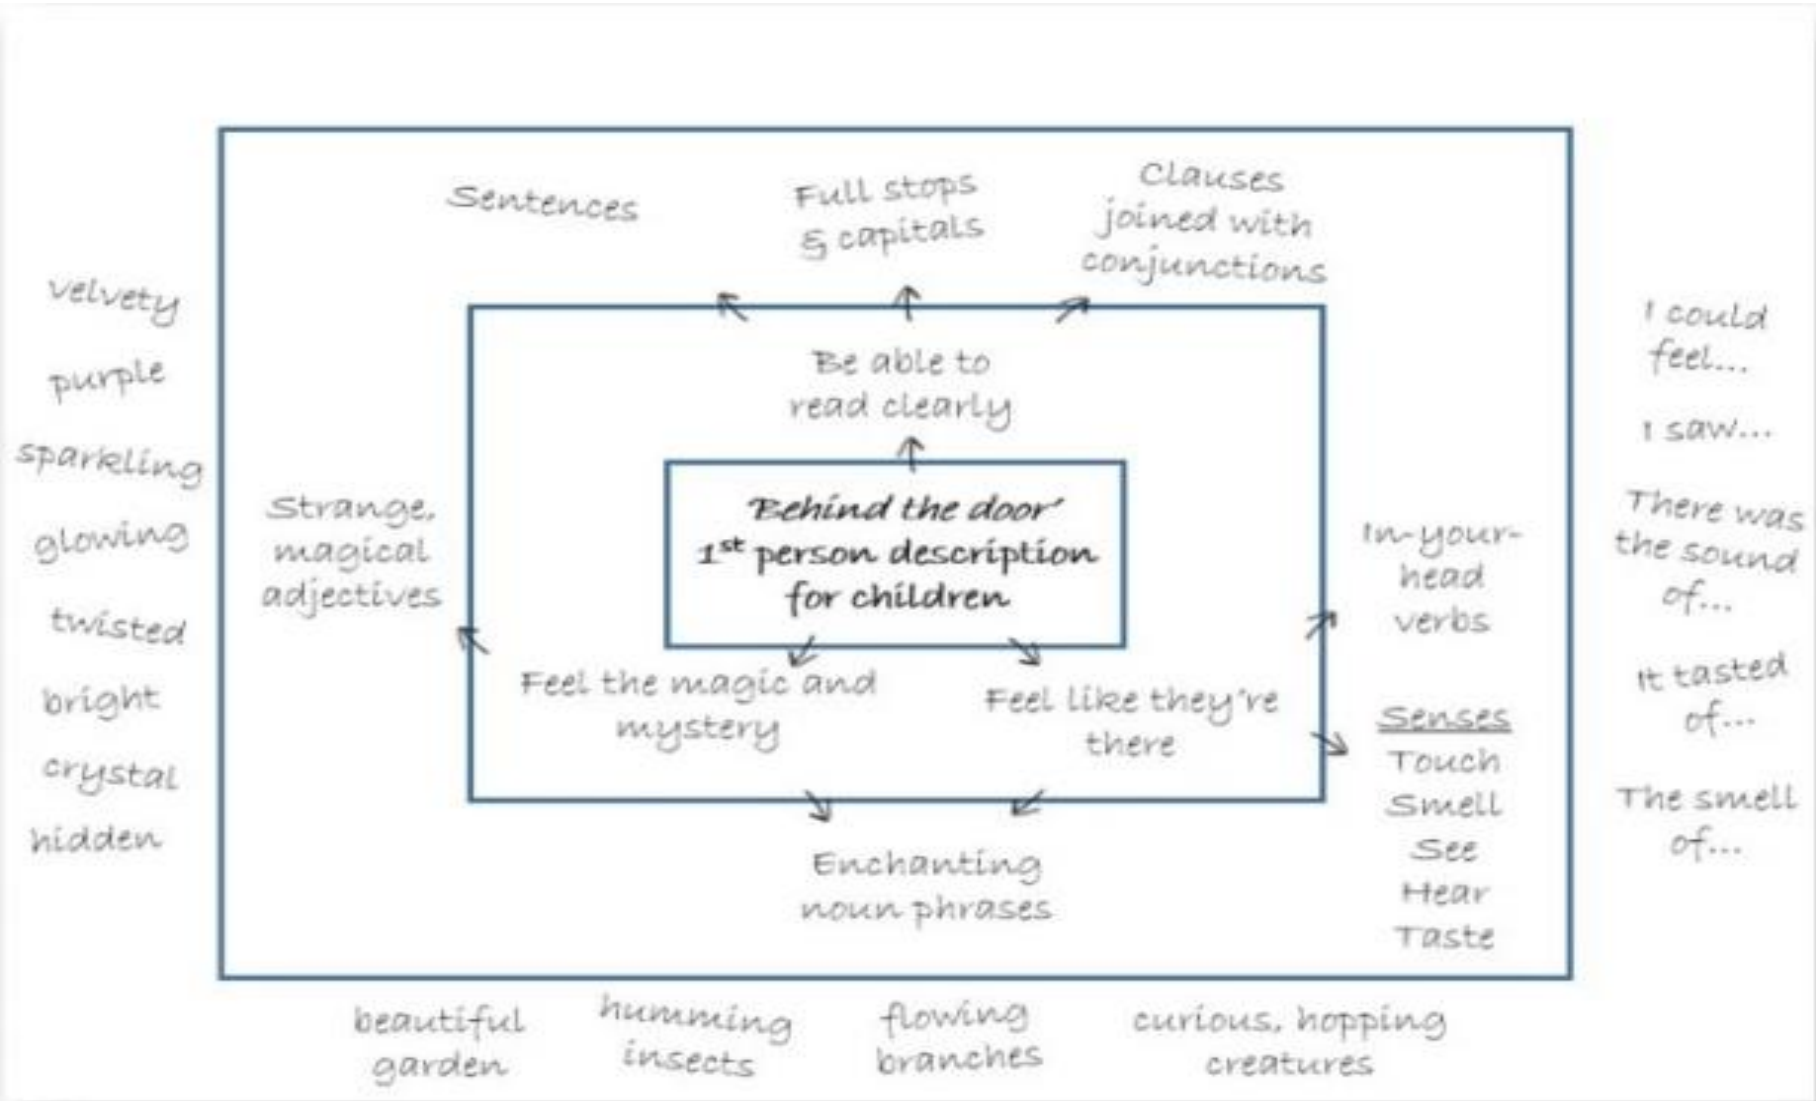 Sentences
Full stops
& capitals
Clauses
joined with
conjunctions
velvety
purple
sparkling
glowing
twisted
bright
crystal
hidden
Strange,
magical
adjectives
Be able to
read clearly
'Behind the door'
1st person description
for children
Feel the magic and
mystery
Feel like they're
there
In-your-
head
verbs
Senses
Touch
Smell
See
Hear
Taste
I could
feel...
I saw...
There was
the sound
of...
It tasted
of...
The smell
of...
Enchanting
noun phrases
beautiful
garden
humming
insects
flowing
branches
curious, hopping
creatures